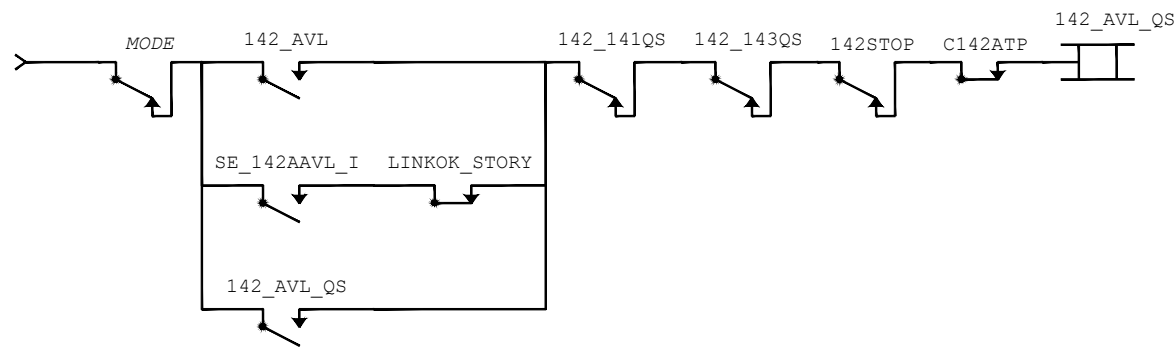 142_AVL_QS
MODE
142_AVL
142_141QS
142_143QS
142STOP
C142ATP
SE_142AAVL_I
LINKOK_STORY
142_AVL_QS